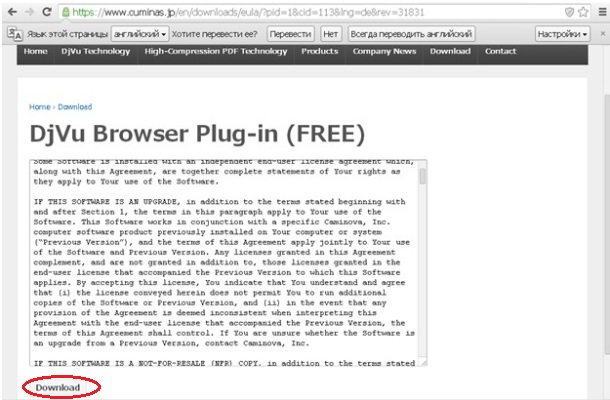 https://www.cuminas.jp/en/downloads/eula/?pid=1&cid=113&lng=de&rev=31831
Язык этой страницы английский Хотите перевести ее? Перевести Нет Всегда переводить английский Настройки
Home DjVu Technology High-Compression PDF Technology Products Company News Download Contact
Home › Download
DjVu Browser Plug-in (FREE)
Some Software is installed with an independent end-user license agreement which,
along with this Agreement, are together complete statements of Your rights as
they apply to Your use of the Software.
IF THIS SOFTWARE IS AN UPGRADE, in addition to the terms stated beginning with
and after Section 1, the terms in this paragraph apply to Your use of the
Software. This Software works in conjunction with a specific Caminova, Inc.
computer software product previously installed on Your computer or system
("Previous Version"), and the terms of this Agreement apply jointly to Your use
of the Software and Previous Version. Any licenses granted in this Agreement
complement, and are not granted in addition to, those licenses granted in the
end-user license that accompanied the Previous Version to which this Software
applies. By accepting this license, You indicate that You understand and agree
that (i) the license conveyed herein does not permit You to run additional
copies of the Software or Previous Version, and (ii) in the event that any
provision of the Agreement is deemed inconsistent when interpreting this
Agreement with the end-user license that accompanied the Previous Version, the
terms of this Agreement shall control. If You are unsure whether the Software is
an upgrade from a Previous Version, contact Caminova, Inc.
IF THIS SOFTWARE IS A NOT-FOR-RESALE (NFR) COPY, in addition to the terms stated
Download